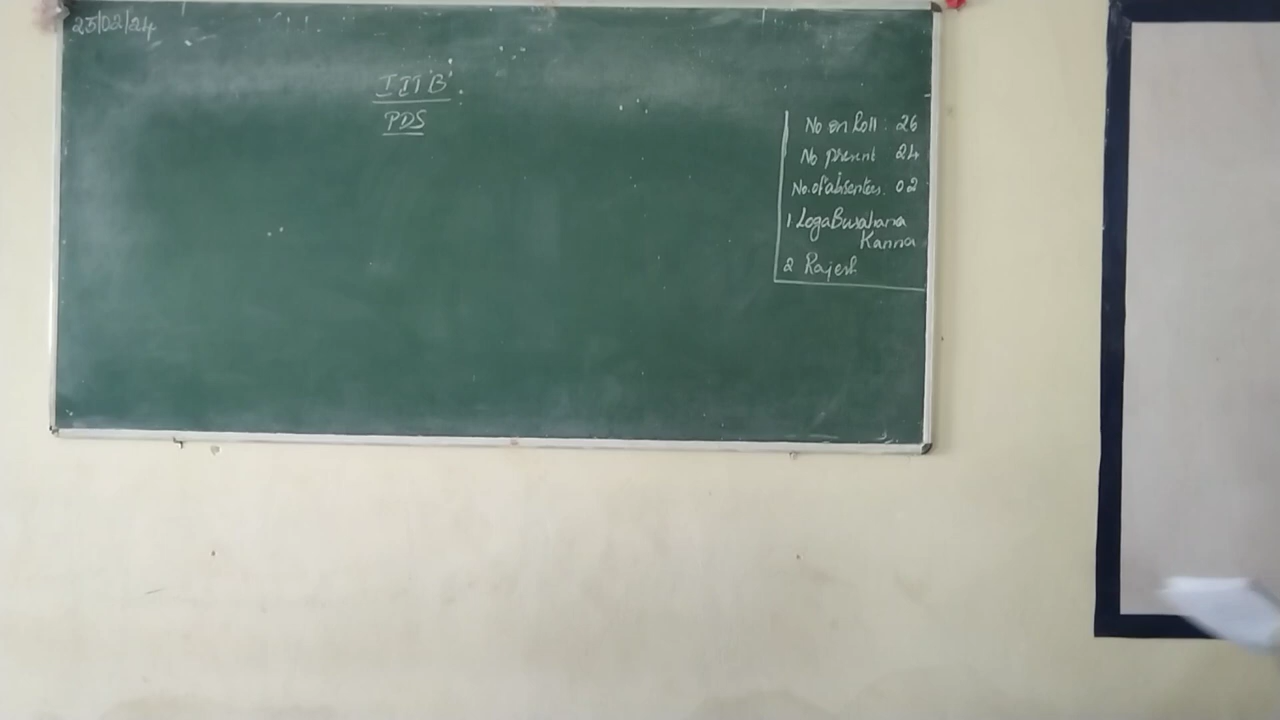 23/02/24
III 'B'
PDS
No on Roll : 26
No present 24
No. of absentees. 02
1 LogaBusahana
Kanna
2 Rajesh